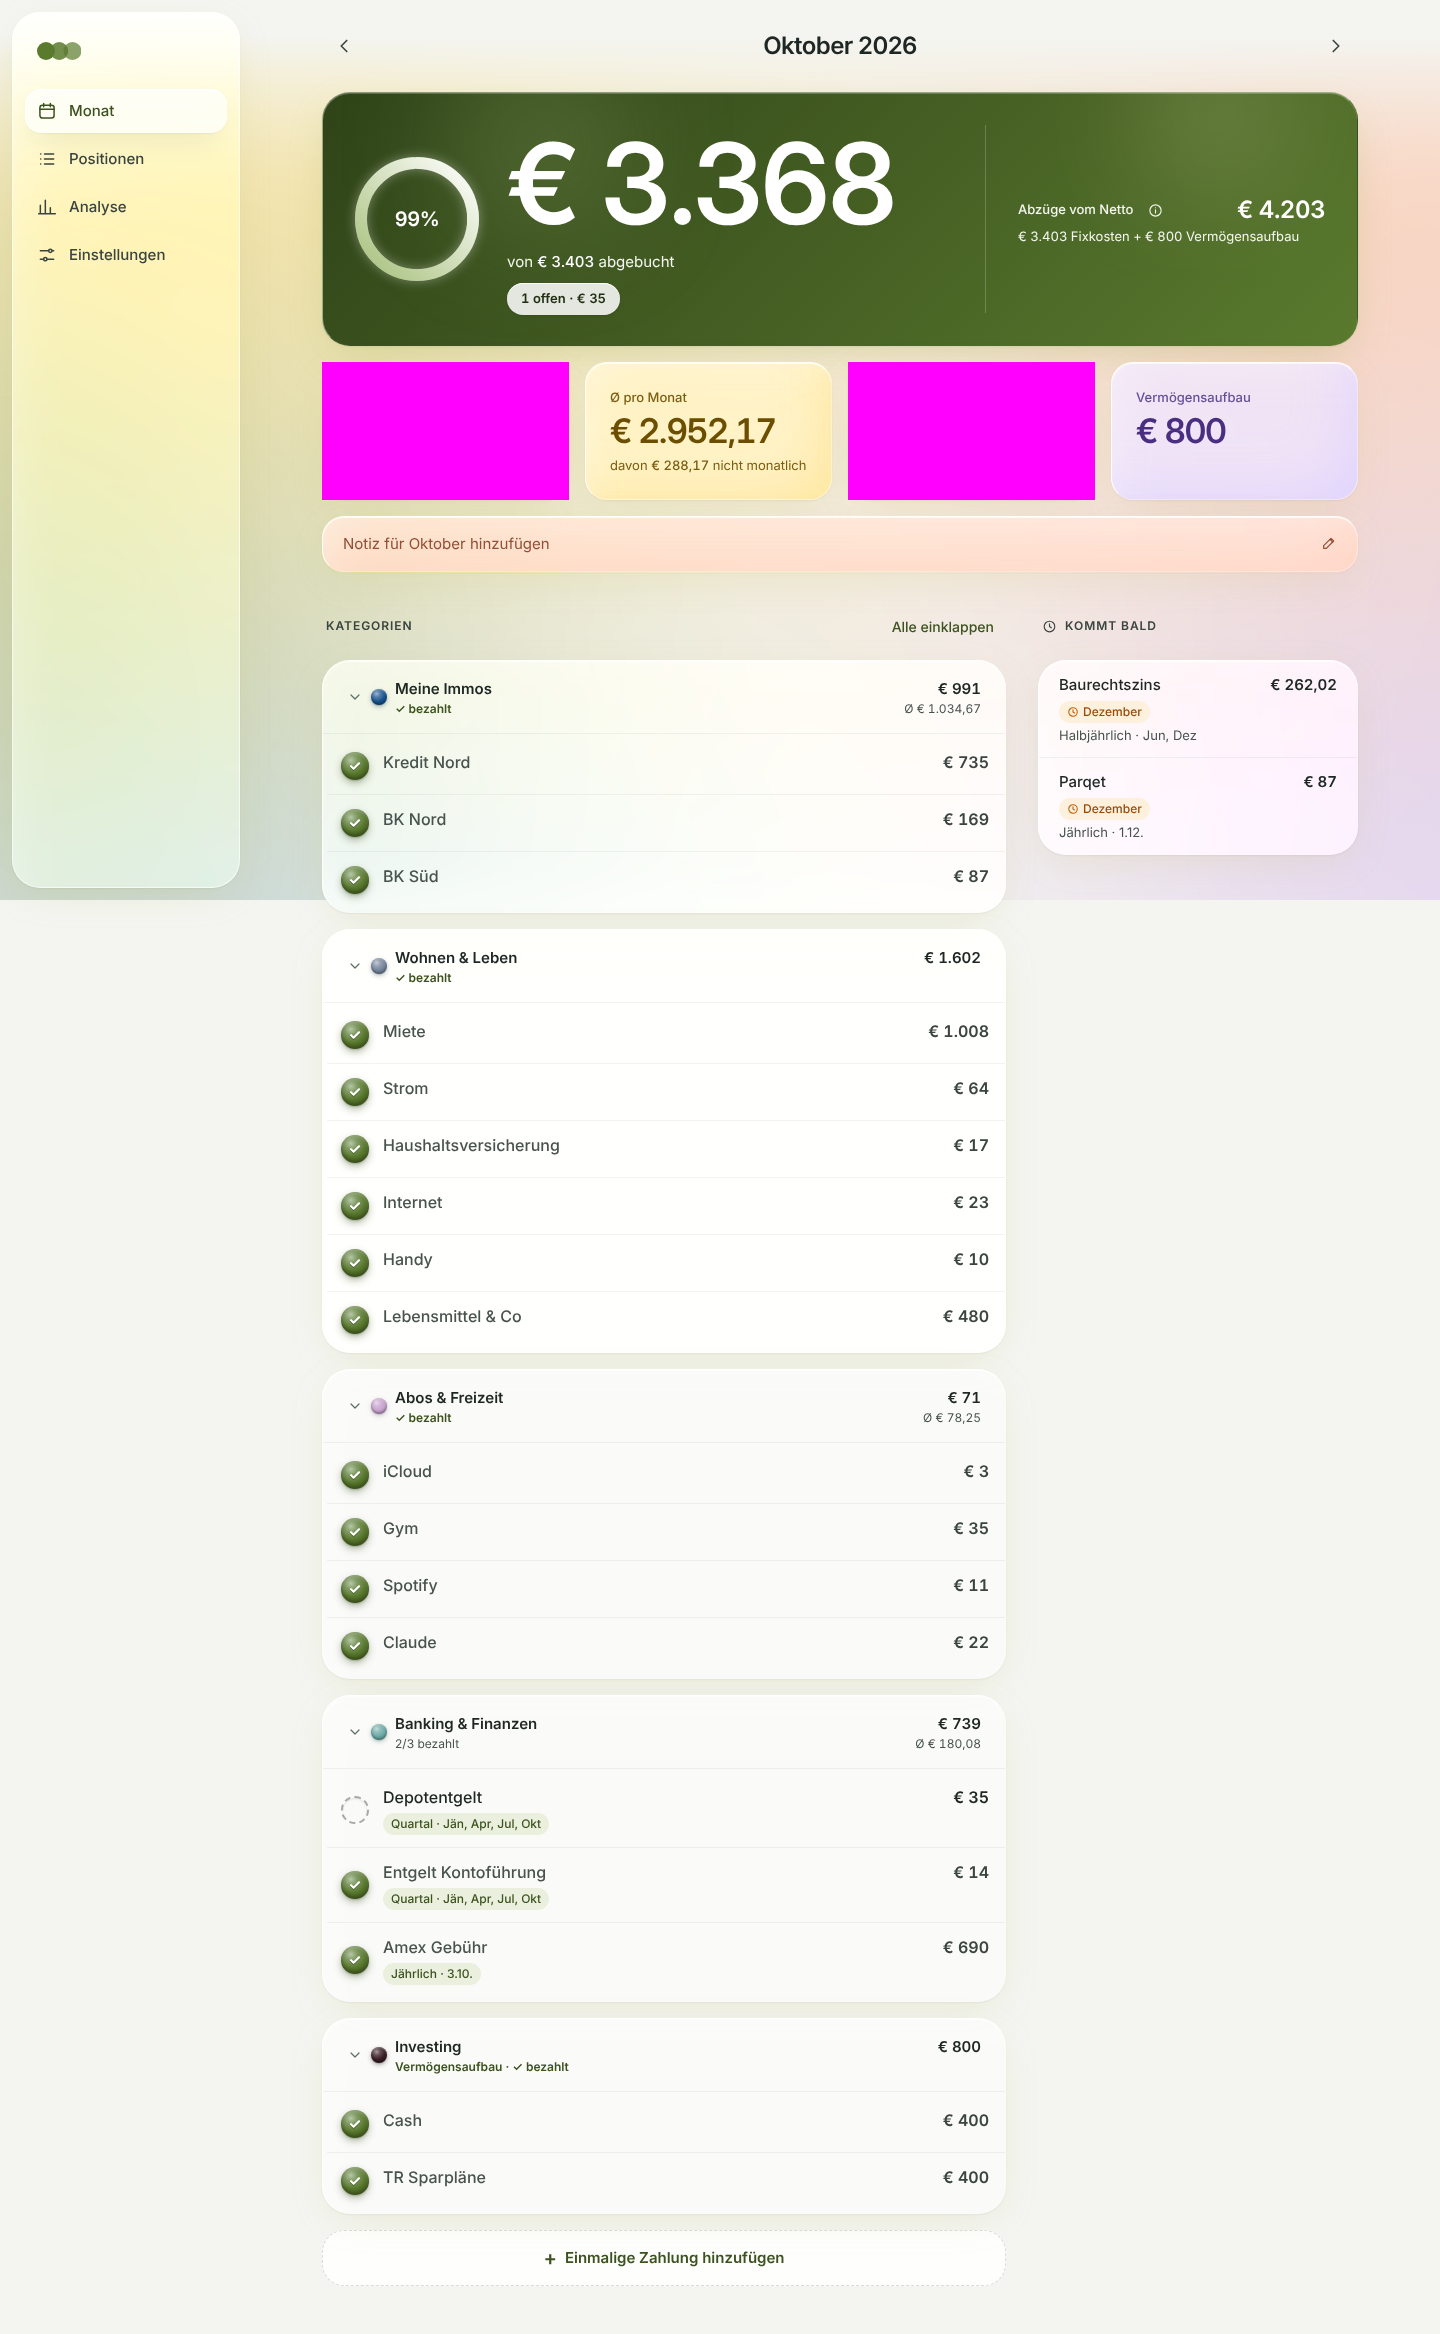 Monat
Positionen
Analyse
Einstellungen
Oktober 2026
99%
€ 3.368
von € 3.403 abgebucht
1 offen · € 35
Abzüge vom Netto
€ 4.203
€ 3.403 Fixkosten + € 800 Vermögensaufbau
Ø pro Monat
€ 2.952,17
davon € 288,17 nicht monatlich
Vermögensaufbau
€ 800
Notiz für Oktober hinzufügen
KATEGORIEN
Alle einklappen
Meine Immos
€ 991
✓ bezahlt
Ø € 1.034,67
Kredit Nord
€ 735
BK Nord
€ 169
BK Süd
€ 87
Wohnen & Leben
€ 1.602
✓ bezahlt
Miete
€ 1.008
Strom
€ 64
Haushaltsversicherung
€ 17
Internet
€ 23
Handy
€ 10
Lebensmittel & Co
€ 480
Abos & Freizeit
€ 71
✓ bezahlt
Ø € 78,25
iCloud
€ 3
Gym
€ 35
Spotify
€ 11
Claude
€ 22
Banking & Finanzen
€ 739
2/3 bezahlt
Ø € 180,08
Depotentgelt
€ 35
Quartal · Jän, Apr, Jul, Okt
Entgelt Kontoführung
€ 14
Quartal · Jän, Apr, Jul, Okt
Amex Gebühr
€ 690
Jährlich · 3.10.
Investing
€ 800
Vermögensaufbau · ✓ bezahlt
Cash
€ 400
TR Sparpläne
€ 400
+ Einmalige Zahlung hinzufügen
KOMMT BALD
Baurechtszins
€ 262,02
Dezember
Halbjährlich · Jun, Dez
Parqet
€ 87
Dezember
Jährlich · 1.12.